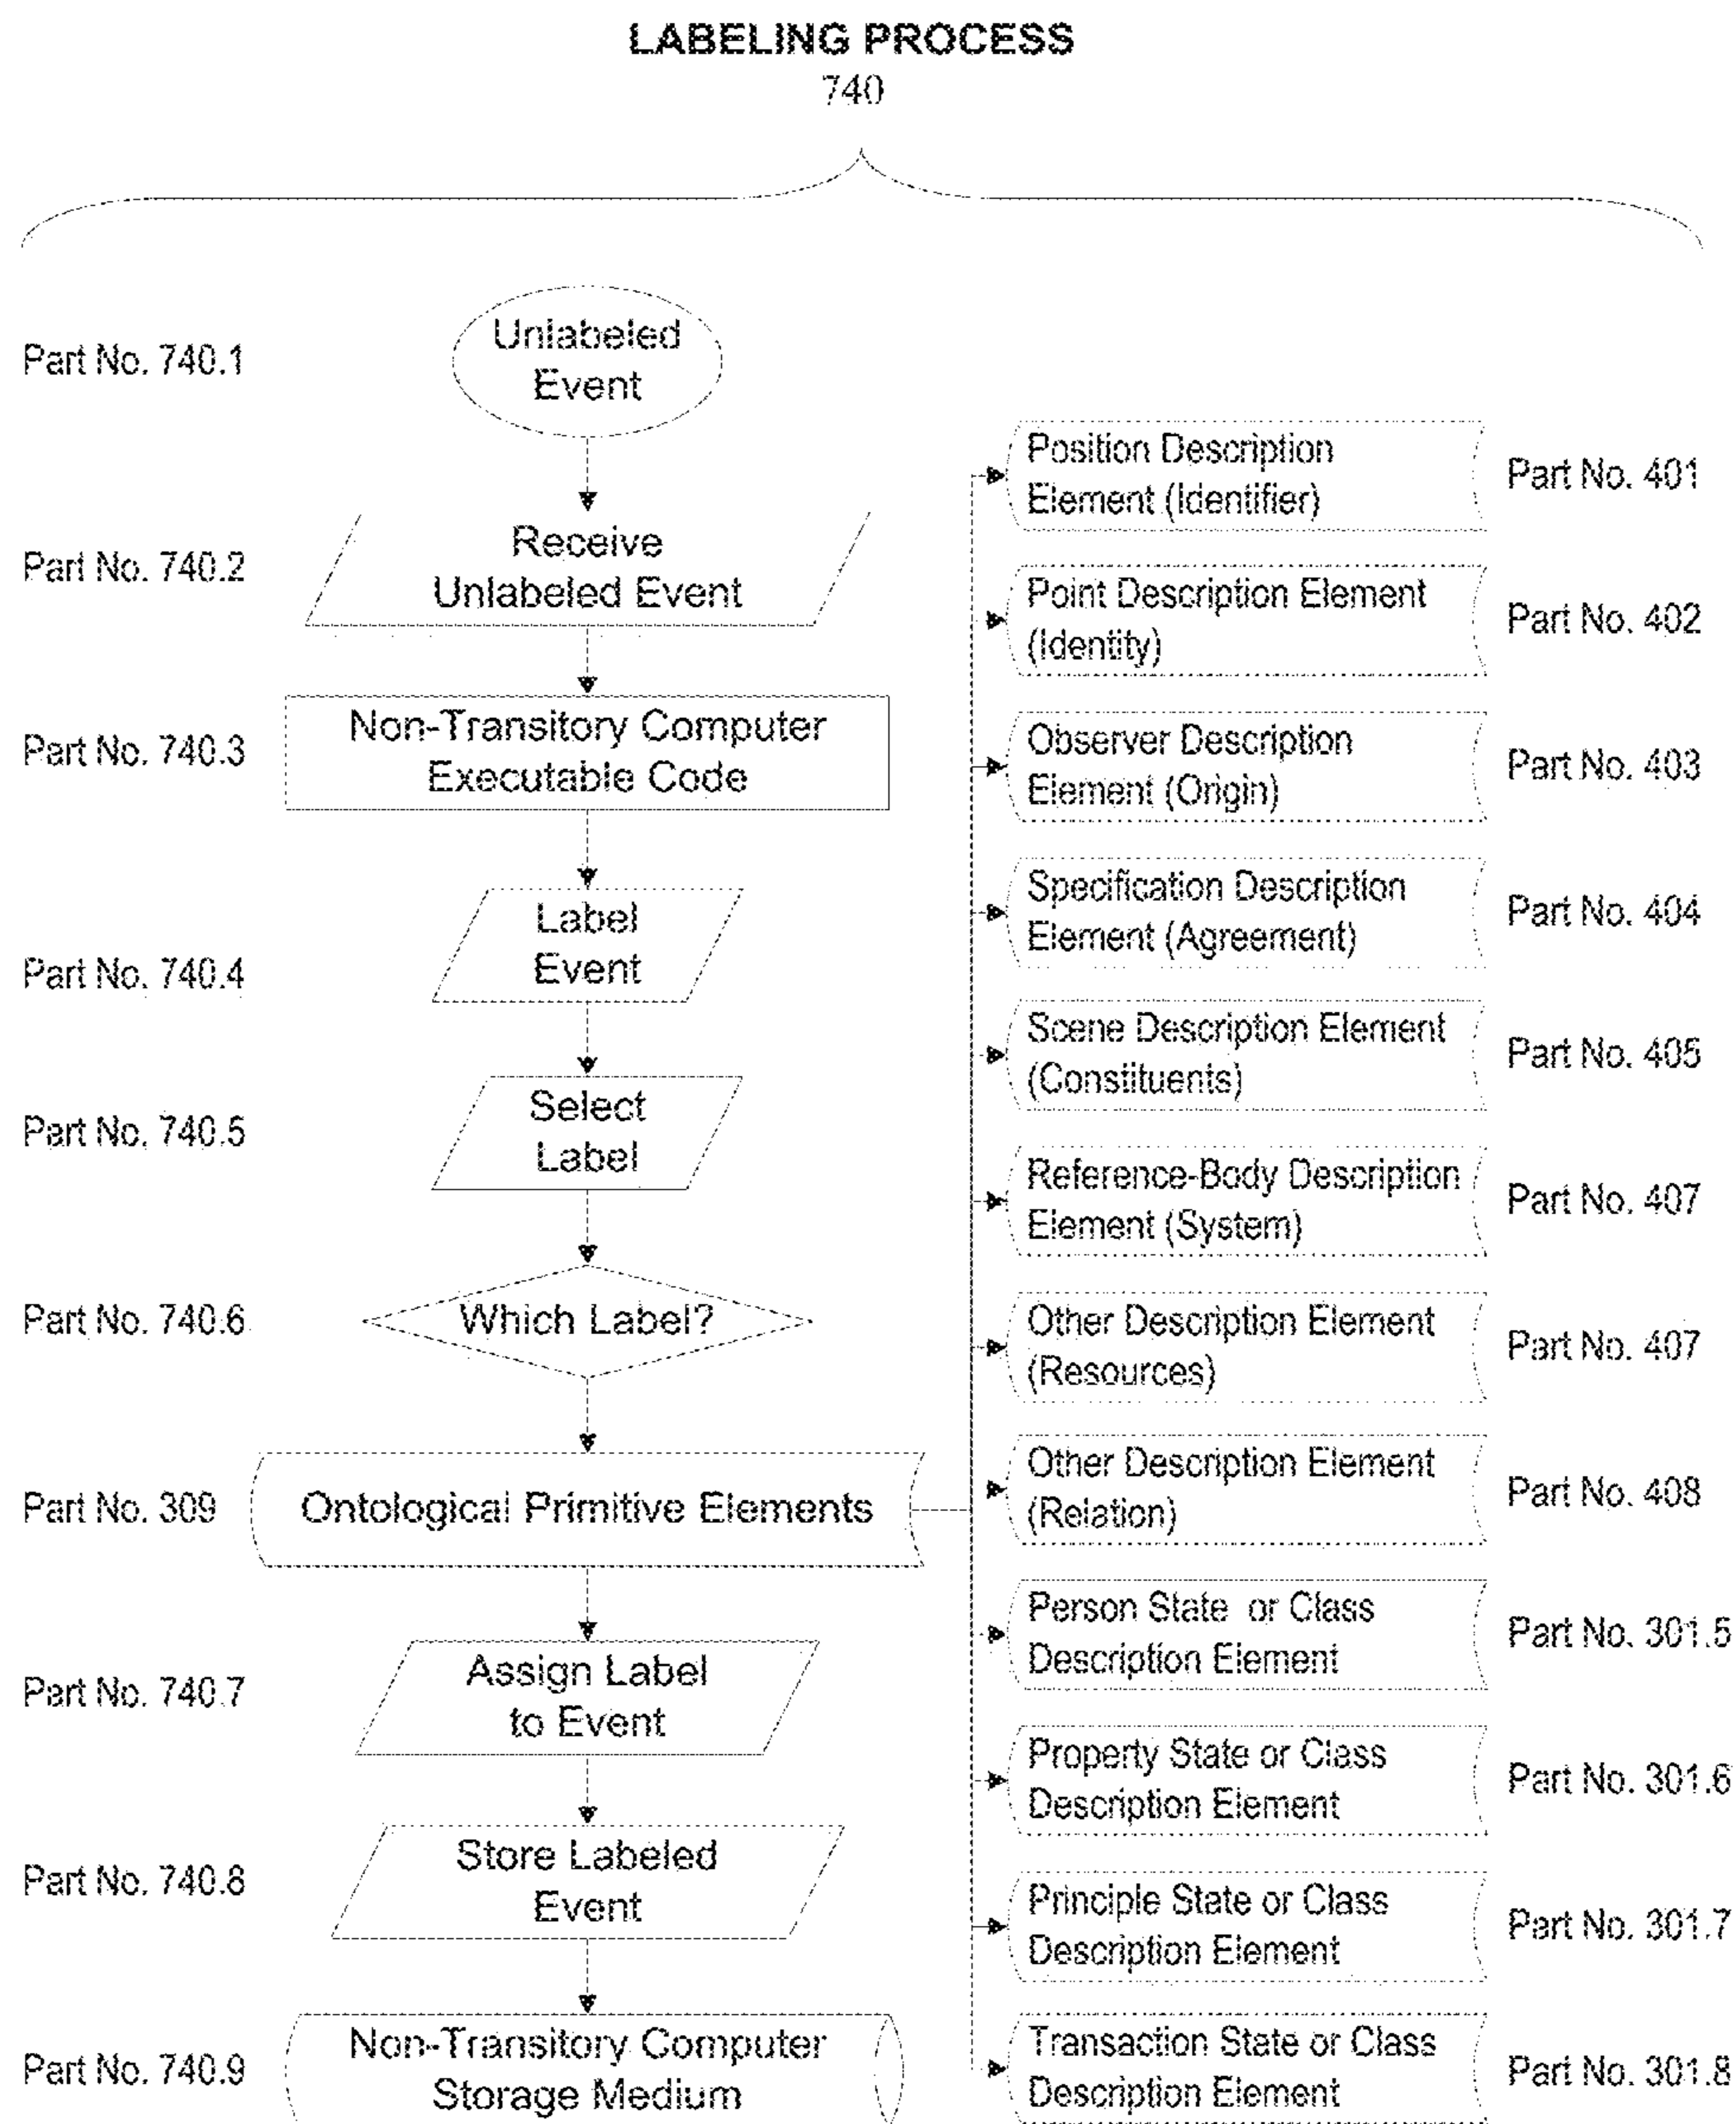 LABELING PROCESS
740
Part No. 740.1
Unlabeled
Event
Part No. 740.2
Receive
Unlabeled Event
Part No. 740.3
Non-Transitory Computer
Executable Code
Part No. 740.4
Label
Event
Part No. 740.5
Select
Label
Part No. 740.6
Which Label?
Part No. 309
Ontological Primitive Elements
Part No. 740.7
Assign Label
to Event
Part No. 740.8
Store Labeled
Event
Part No. 740.9
Non-Transitory Computer
Storage Medium
Position Description
Element (Identifier)
Part No. 401
Point Description Element
(Identity)
Part No. 402
Observer Description
Element (Origin)
Part No. 403
Specification Description
Element (Agreement)
Part No. 404
Scene Description Element
(Constituents)
Part No. 405
Reference-Body Description
Element (System)
Part No. 407
Other Description Element
(Resources)
Part No. 407
Other Description Element
(Relation)
Part No. 408
Person State or Class
Description Element
Part No. 301.5
Property State or Class
Description Element
Part No. 301.6
Principle State or Class
Description Element
Part No. 301.7
Transaction State or Class
Description Element
Part No. 301.8